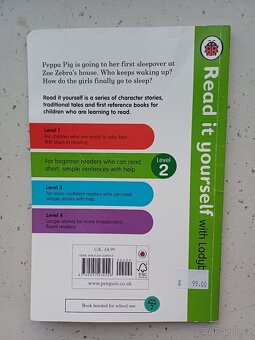 Peppa Pig is going to her first sleepover at
Zoe Zebra's house. Who keeps waking up?
How do the girls finally go to sleep?
Read it yourself is a series of character stories,
traditional tales and first reference books for
children who are learning to read.
Level 1
For children who are ready to take their
first steps in reading.
For beginner readers who can read
short, simple sentences with help.
Level
2
Level 3
For more confident readers who can read
simple stories with help.
Level 4
Longer stories for more independent,
fluent readers.
U.K. £4.99
www.penguin.com
FSC
Book banded for school use
Read it yourself with Ladyb
99.00